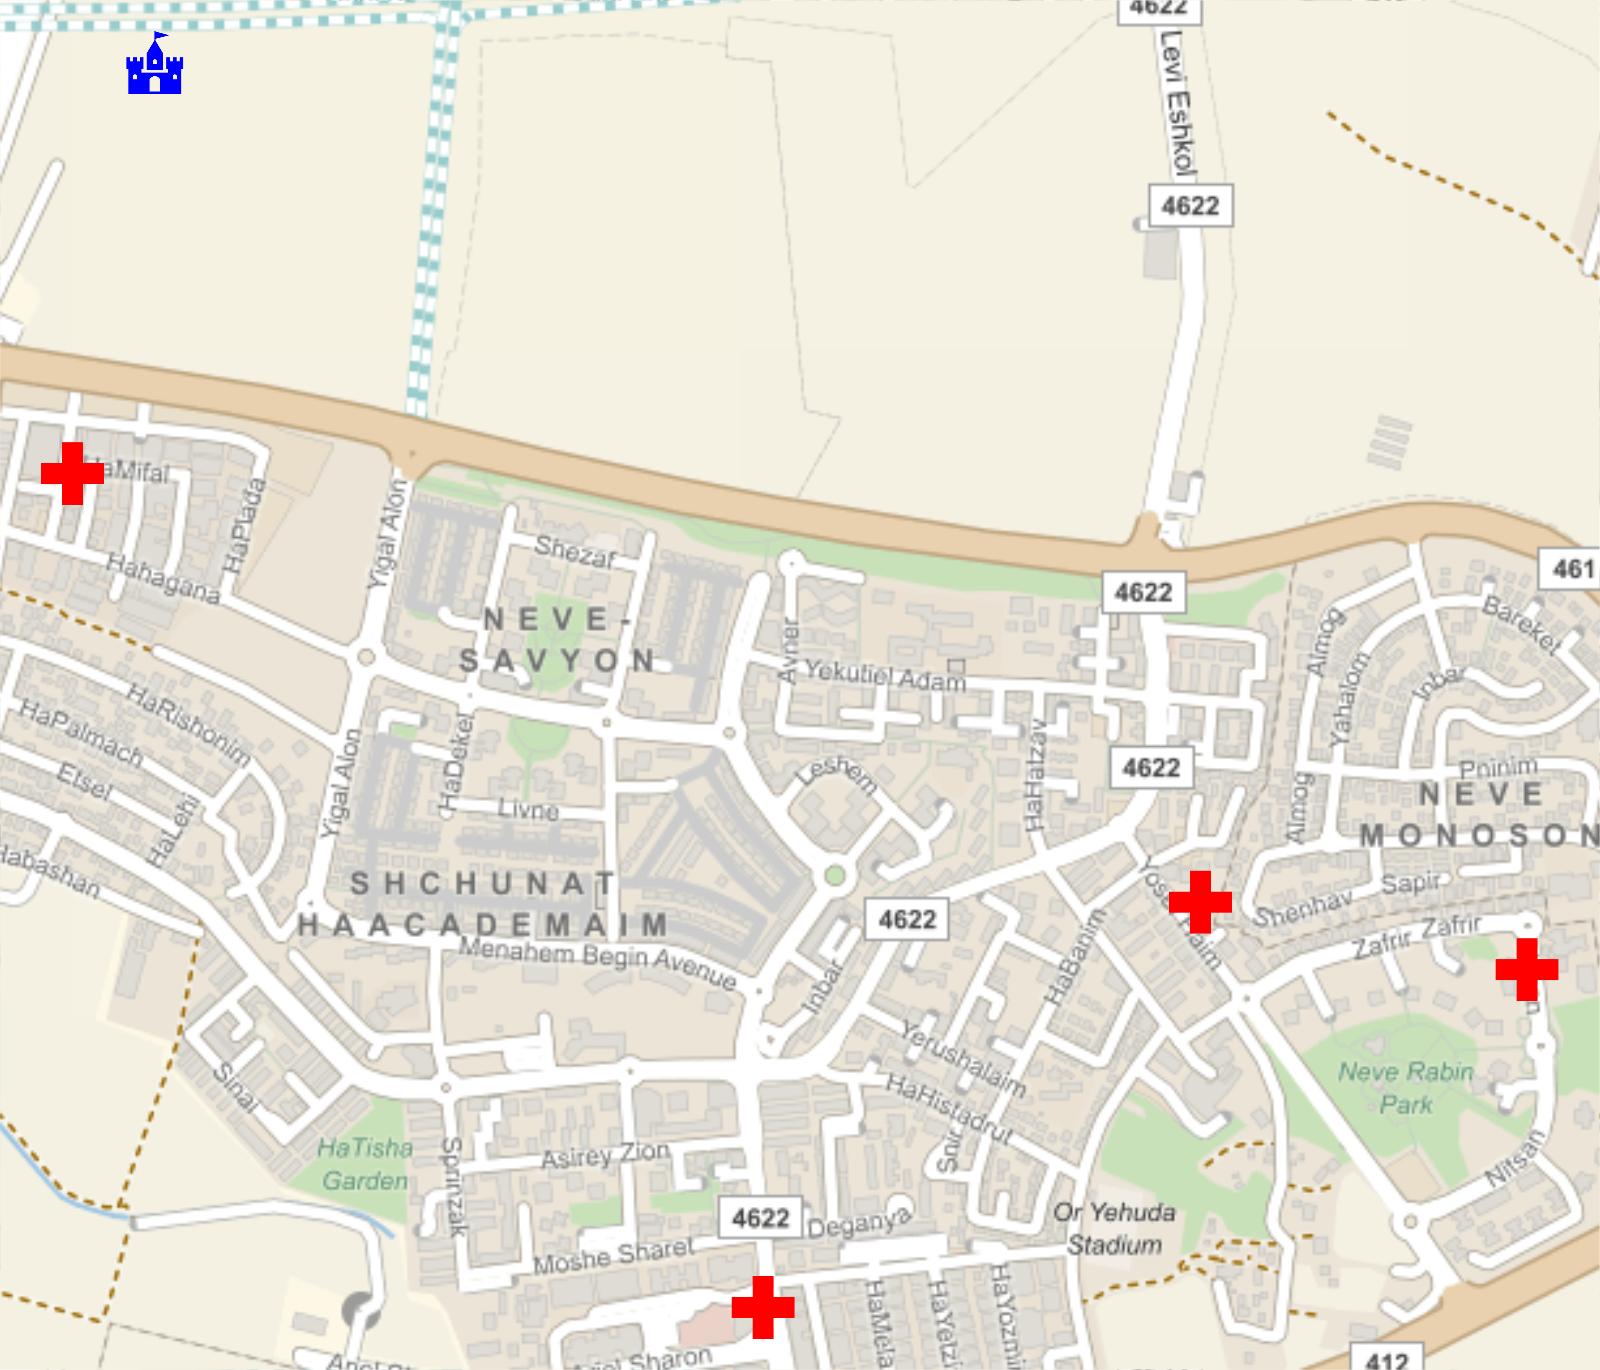 4622
Levi Eshkol
4622
HaMifal
HaPlada
Hahagana
Yigal Alon
Shezaf
NEVE-
SAVYON
Avner
Yekutiel Adam
4622
461
Almog
Bareket
Inbar
Yahalom
HaRishonim
HaPalmach
Etsel
HaLehi
Habashan
Yigal Alon
HaDekel
Livne
Leshem
HaHatzav
4622
Almog
Pninim
NEVE
MONOSON
SHCHUNAT
HAACADEMAIM
Menahem Begin Avenue
4622
Inbar
HaBanim
Shenhav
Sapir
Zafrir
Zafrir
Sinai
Yerushalaim
HaHistadrut
Snir
Neve Rabin
Park
Nitsan
HaTisha
Garden
Sprinzak
Asirey Zion
4622
Deganya
Moshe Sharet
Or Yehuda
Stadium
HaMela
HaYetzi
HaYozmi
Ariel Sharon
412